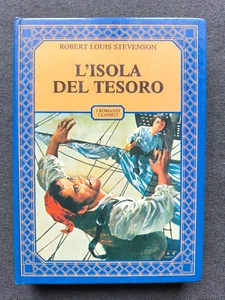 ROBERT LOUIS STEVENSON
L'ISOLA
DEL TESORO
I ROMANZI
CLASSICI